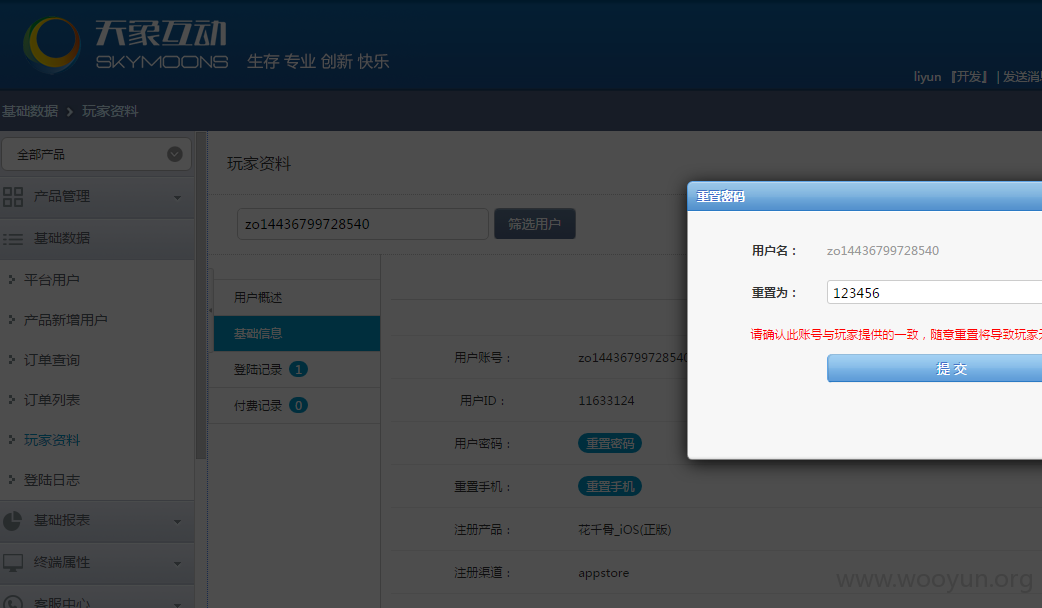 天象互动
SKYMOONS
生存 专业 创新 快乐
liyun 『开发』 | 发送消
基础数据 > 玩家资料
全部产品
产品管理
基础数据
平台用户
产品新增用户
订单查询
订单列表
玩家资料
登陆日志
基础报表
终端属性
客服中心
玩家资料
zo14436799728540
筛选用户
用户概述
基础信息
登陆记录 1
付费记录 0
用户账号： zo14436799728540
用户ID： 11633124
用户密码： 重置密码
重置手机： 重置手机
注册产品： 花千骨_iOS(正版)
注册渠道： appstore
重置密码
用户名： zo14436799728540
重置为： 123456
请确认此账号与玩家提供的一致，随意重置将导致玩家
提 交
www.wooyun.org